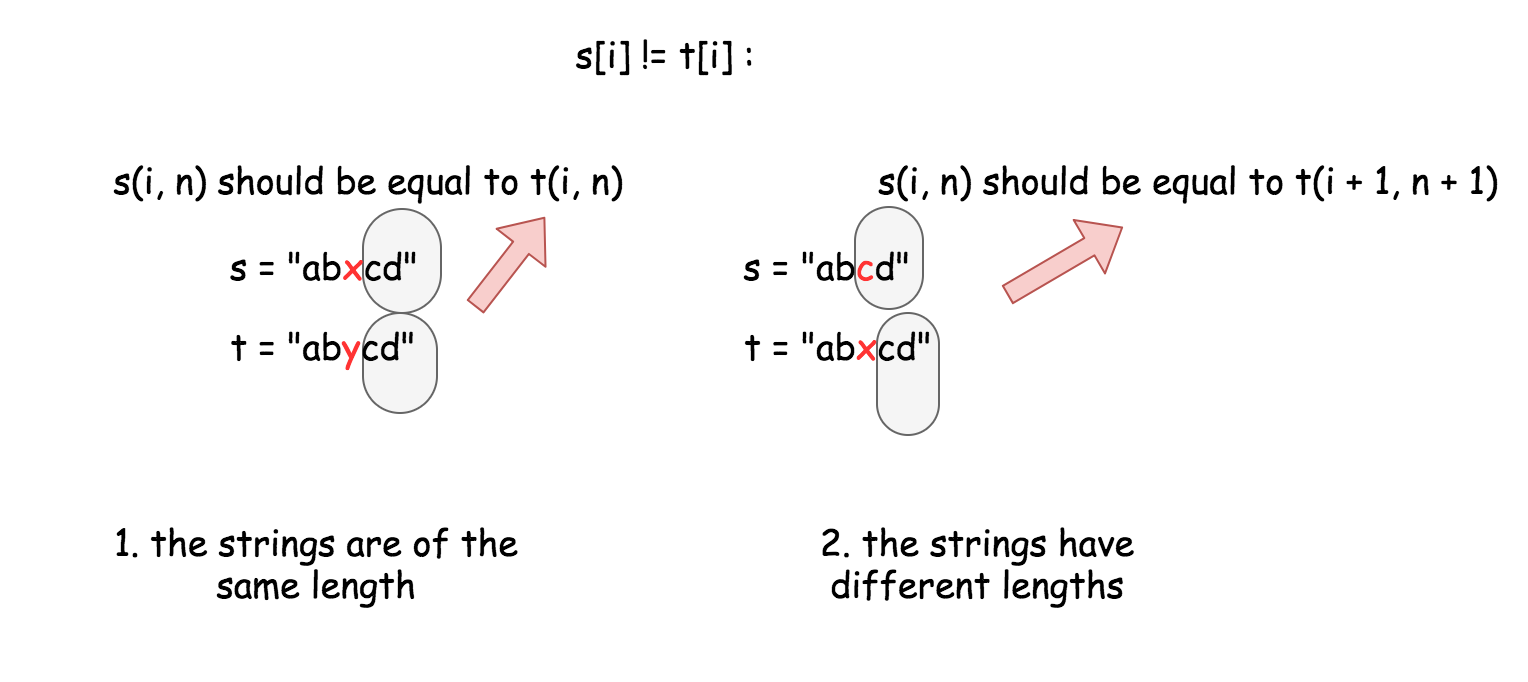 s[i] != t[i] :
s(i, n) should be equal to t(i, n)
s = "abxcd"
t = "abycd"
1. the strings are of the
same length
s(i, n) should be equal to t(i + 1, n + 1)
s = "abcd"
t = "abxcd"
2. the strings have
different lengths